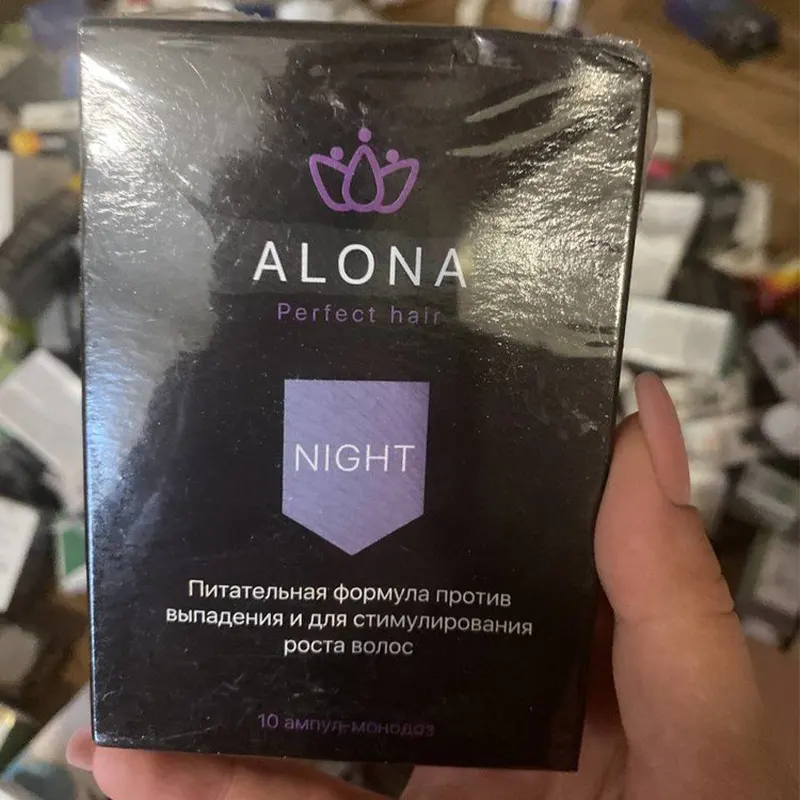 ALONA
Perfect hair
NIGHT
Питательная формула против
выпадения и для стимулирования
роста волос
10 ампул-монодоз